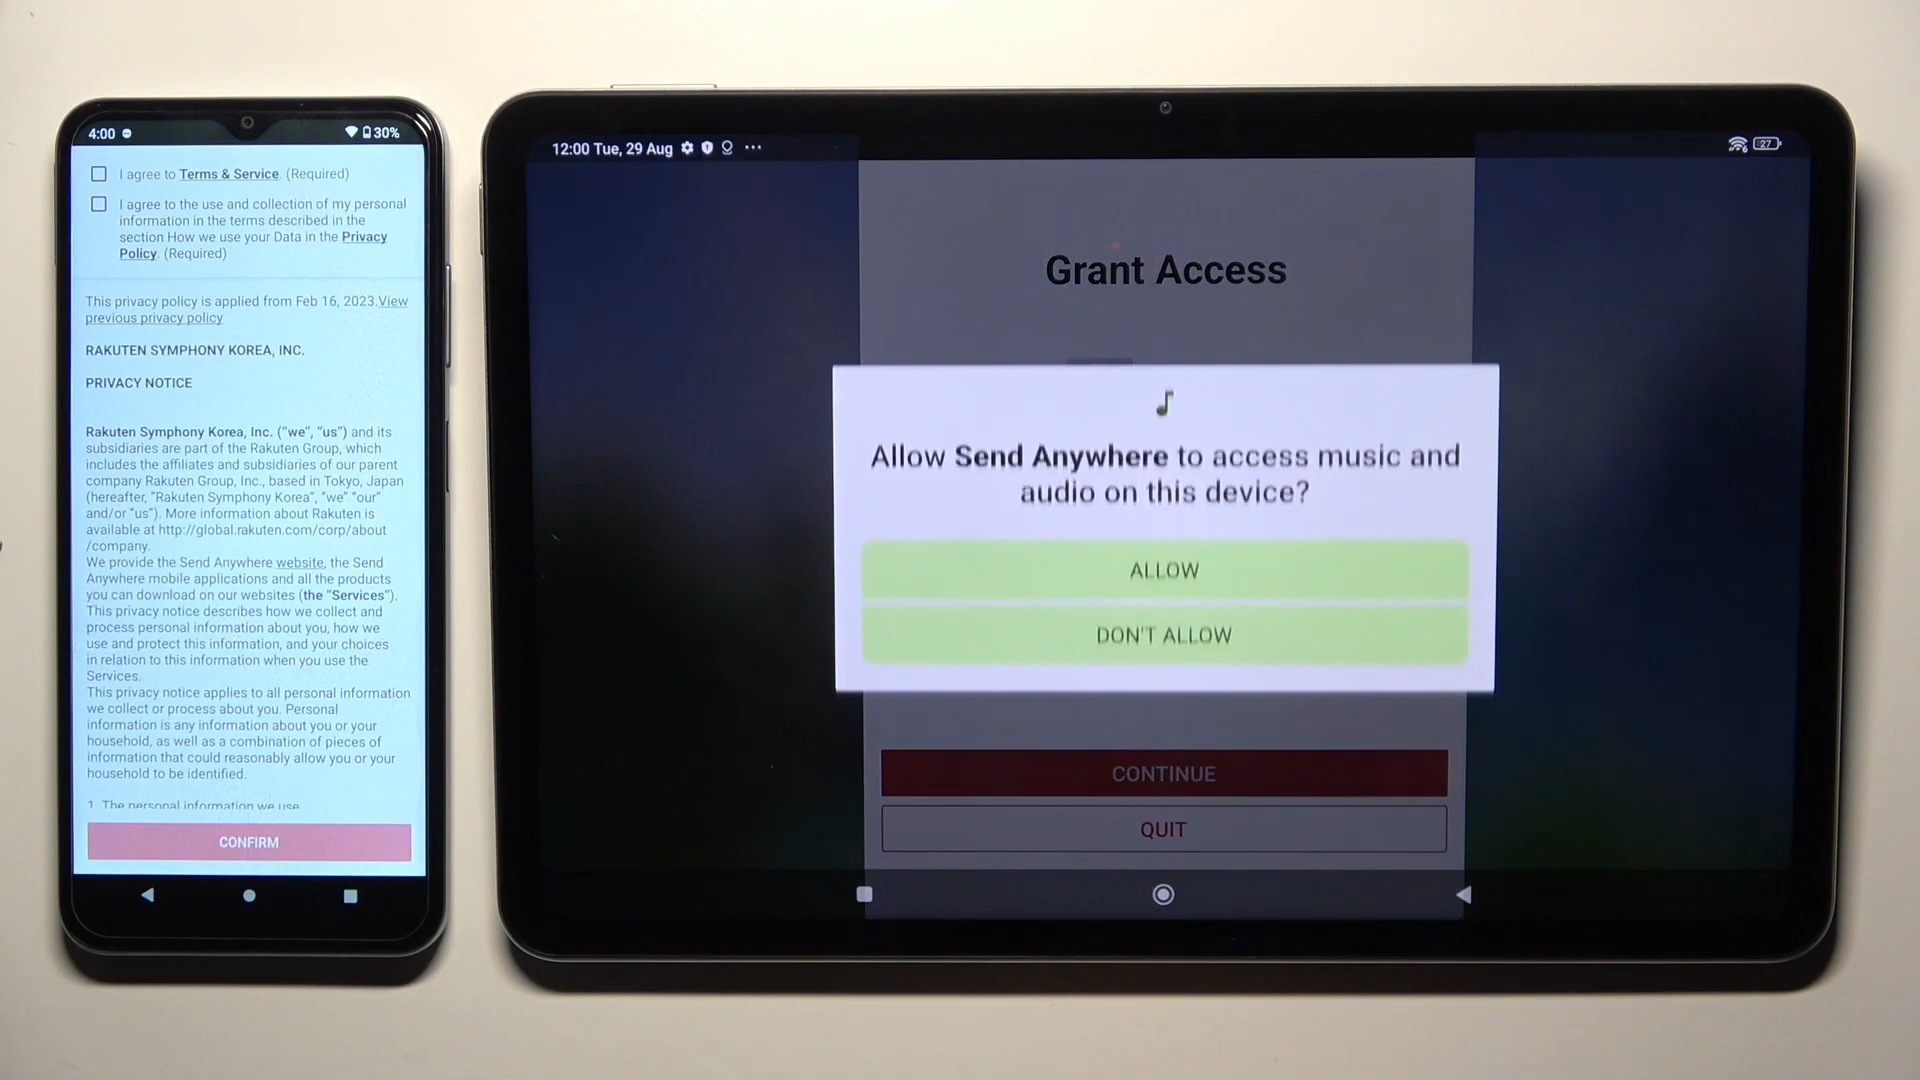 4:00
30%
I agree to Terms & Service. (Required)
I agree to the use and collection of my personal
information in the terms described in the
section How we use your Data in the Privacy
Policy. (Required)
This privacy policy is applied from Feb 16, 2023.View
previous privacy policy
RAKUTEN SYMPHONY KOREA, INC.
PRIVACY NOTICE
Rakuten Symphony Korea, Inc. (“we”, “us”) and its
subsidiaries are part of the Rakuten Group, which
includes the affiliates and subsidiaries of our parent
company Rakuten Group, Inc., based in Tokyo, Japan
(hereafter, “Rakuten Symphony Korea”, “we” “our”
and/or “us”). More information about Rakuten is
available at http://global.rakuten.com/corp/about
/company.
We provide the Send Anywhere website, the Send
Anywhere mobile applications and all the products
you can download on our websites (the “Services”).
This privacy notice describes how we collect and
process personal information about you, how we
use and protect this information, and your choices
in relation to this information when you use the
Services.
This privacy notice applies to all personal information
we collect or process about you. Personal
information is any information about you or your
household, as well as a combination of pieces of
information that could reasonably allow you or your
household to be identified.
1. The personal information we use
CONFIRM
12:00 Tue, 29 Aug
27
Grant Access
Allow Send Anywhere to access music and
audio on this device?
ALLOW
DON'T ALLOW
CONTINUE
QUIT